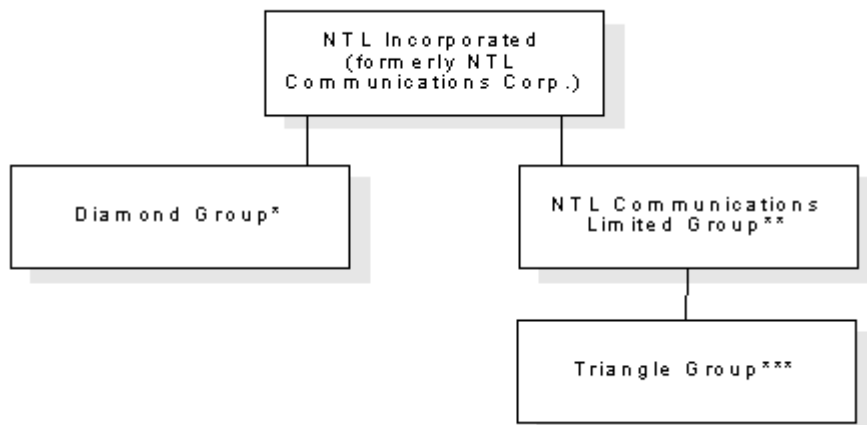 NTL Incorporated
(formerly NTL
Communications Corp.)
Diamond Group*
NTL Communications
Limited Group**
Triangle Group***